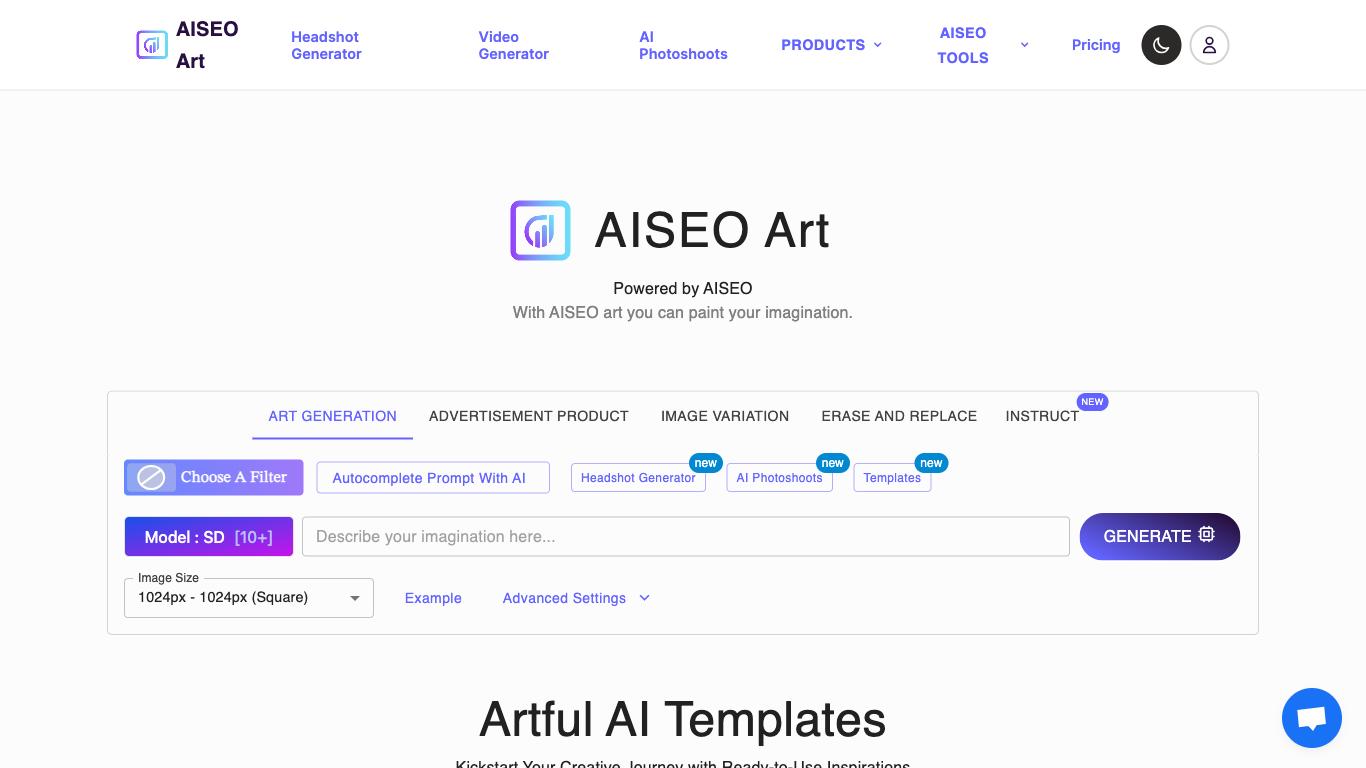 AISEO
Art
Headshot
Generator
Video
Generator
AI
Photoshoots
PRODUCTS
AISEO
TOOLS
Pricing
AISEO Art
Powered by AISEO
With AISEO art you can paint your imagination.
ART GENERATION
ADVERTISEMENT PRODUCT
IMAGE VARIATION
ERASE AND REPLACE
INSTRUCT
NEW
Choose A Filter
Autocomplete Prompt With AI
Headshot Generator
new
AI Photoshoots
new
Templates
new
Model : SD [10+]
Describe your imagination here...
GENERATE
Image Size
1024px - 1024px (Square)
Example
Advanced Settings
Artful AI Templates
Kickstart Your Creative Journey with Ready-to-Use Inspirations